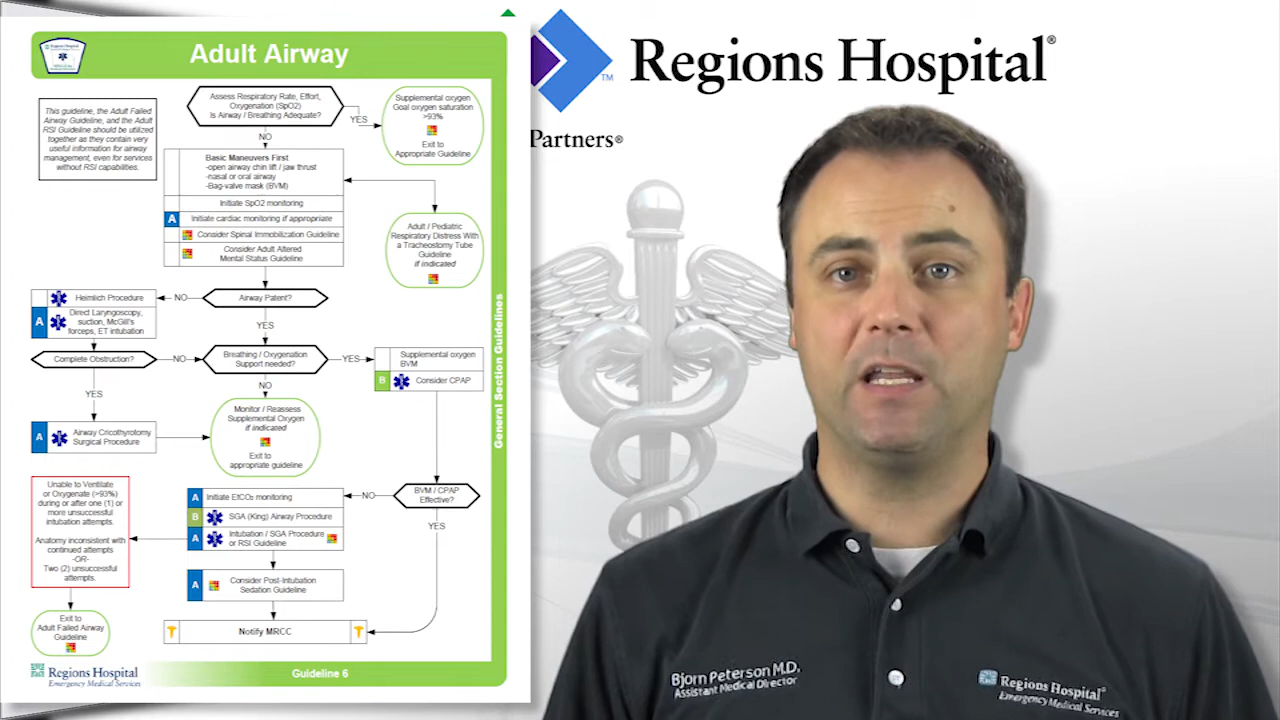 Adult Airway
This guideline, the Adult Failed
Airway Guideline, and the Adult
RSI Guideline should be utilized
together as they contain very
useful information for airway
management, even for services
without RSI capabilities.
Assess Respiratory Rate, Effort,
Oxygenation (SpO2)
Is Airway / Breathing Adequate?
YES
Supplemental oxygen
Goal oxygen saturation
>93%
Exit to
Appropriate Guideline
NO
Basic Maneuvers First
-open airway chin lift / jaw thrust
-nasal or oral airway
-Bag-valve mask (BVM)
Initiate SpO2 monitoring
A Initiate cardiac monitoring if appropriate
Consider Spinal Immobilization Guideline
Consider Adult Altered
Mental Status Guideline
Adult / Pediatric
Respiratory Distress With
a Tracheostomy Tube
Guideline
if indicated
Airway Patent?
NO
Heimlich Procedure
A Direct Laryngoscopy,
suction, McGill's
forceps, ET intubation
YES
Complete Obstruction?
NO
Breathing / Oxygenation
Support needed?
YES
Supplemental oxygen
BVM
B Consider CPAP
YES
NO
A Airway Cricothyrotomy
Surgical Procedure
Monitor / Reassess
Supplemental Oxygen
if indicated
Exit to
appropriate guideline
Unable to Ventilate
or Oxygenate (>93%)
during or after one (1) or
more unsuccessful
intubation attempts.
Anatomy inconsistent with
continued attempts
-OR-
Two (2) unsuccessful
attempts.
A Initiate EtCO2 monitoring
NO
BVM / CPAP
Effective?
B SGA (King) Airway Procedure
YES
A Intubation / SGA Procedure
or RSI Guideline
A Consider Post-Intubation
Sedation Guideline
Exit to
Adult Failed Airway
Guideline
Notify MRCC
General Section Guidelines
Regions Hospital
Emergency Medical Services
Guideline 6
Regions Hospital®
TM
Partners®
Bjorn Peterson M.D.
Assistant Medical Director
Regions Hospital®
Emergency Medical Services